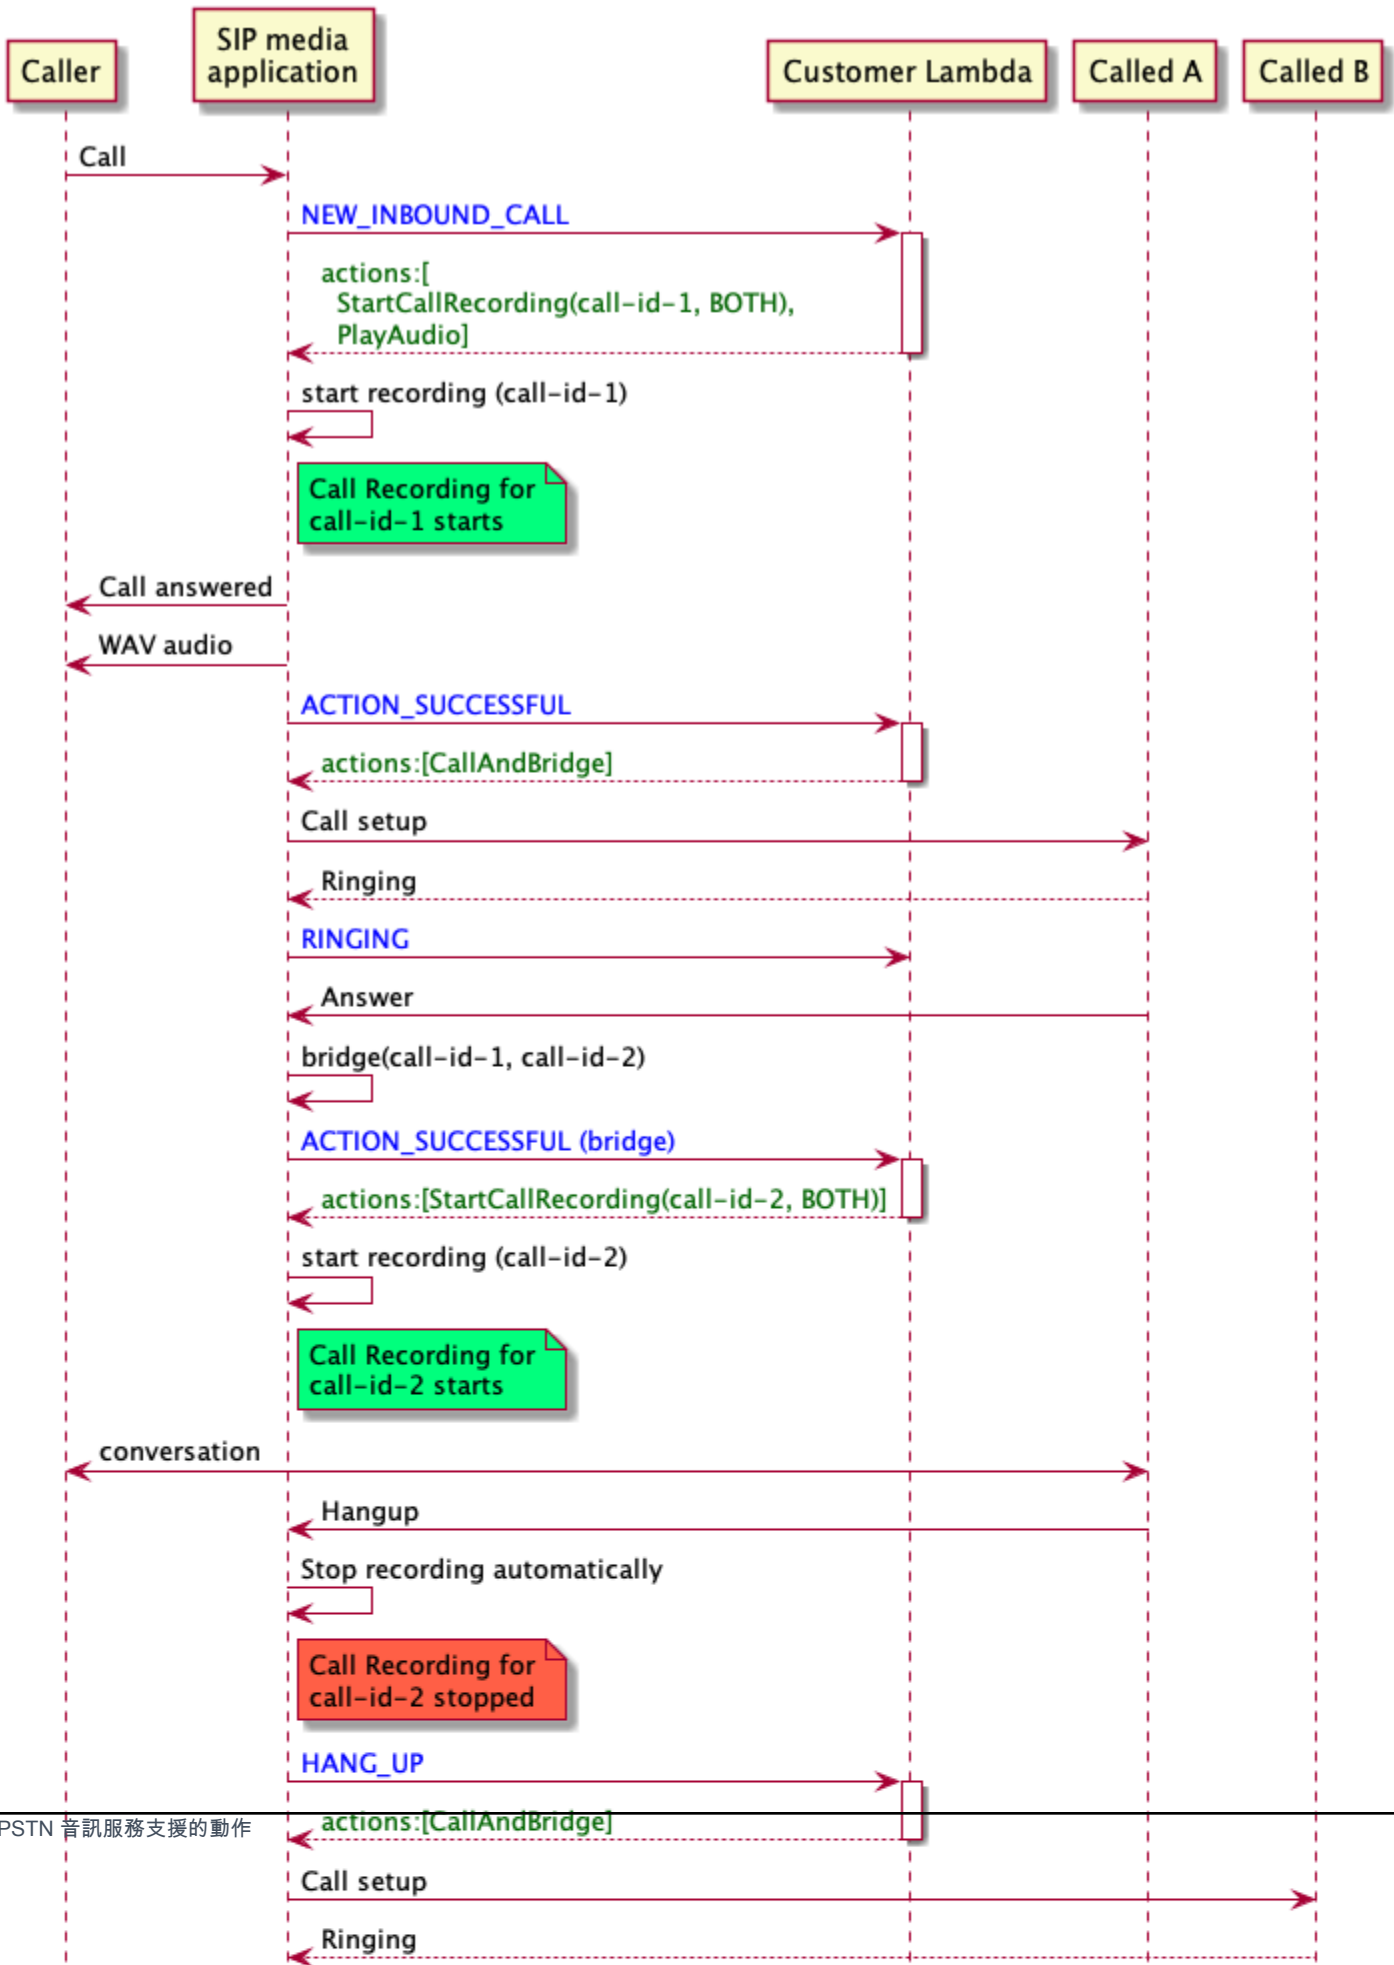 SIP media
application
Caller
Customer Lambda
Called A
Called B
Call
NEW_INBOUND_CALL
actions:[
StartCallRecording(call-id-1, BOTH),
PlayAudio]
start recording (call-id-1)
Call Recording for
call-id-1 starts
Call answered
WAV audio
ACTION_SUCCESSFUL
actions:[CallAndBridge]
Call setup
Ringing
RINGING
Answer
bridge(call-id-1, call-id-2)
ACTION_SUCCESSFUL (bridge)
actions:[StartCallRecording(call-id-2, BOTH)]
start recording (call-id-2)
Call Recording for
call-id-2 starts
conversation
Hangup
Stop recording automatically
Call Recording for
call-id-2 stopped
HANG_UP
actions:[CallAndBridge]
PSTN 音訊服務支援的動作
Call setup
Ringing